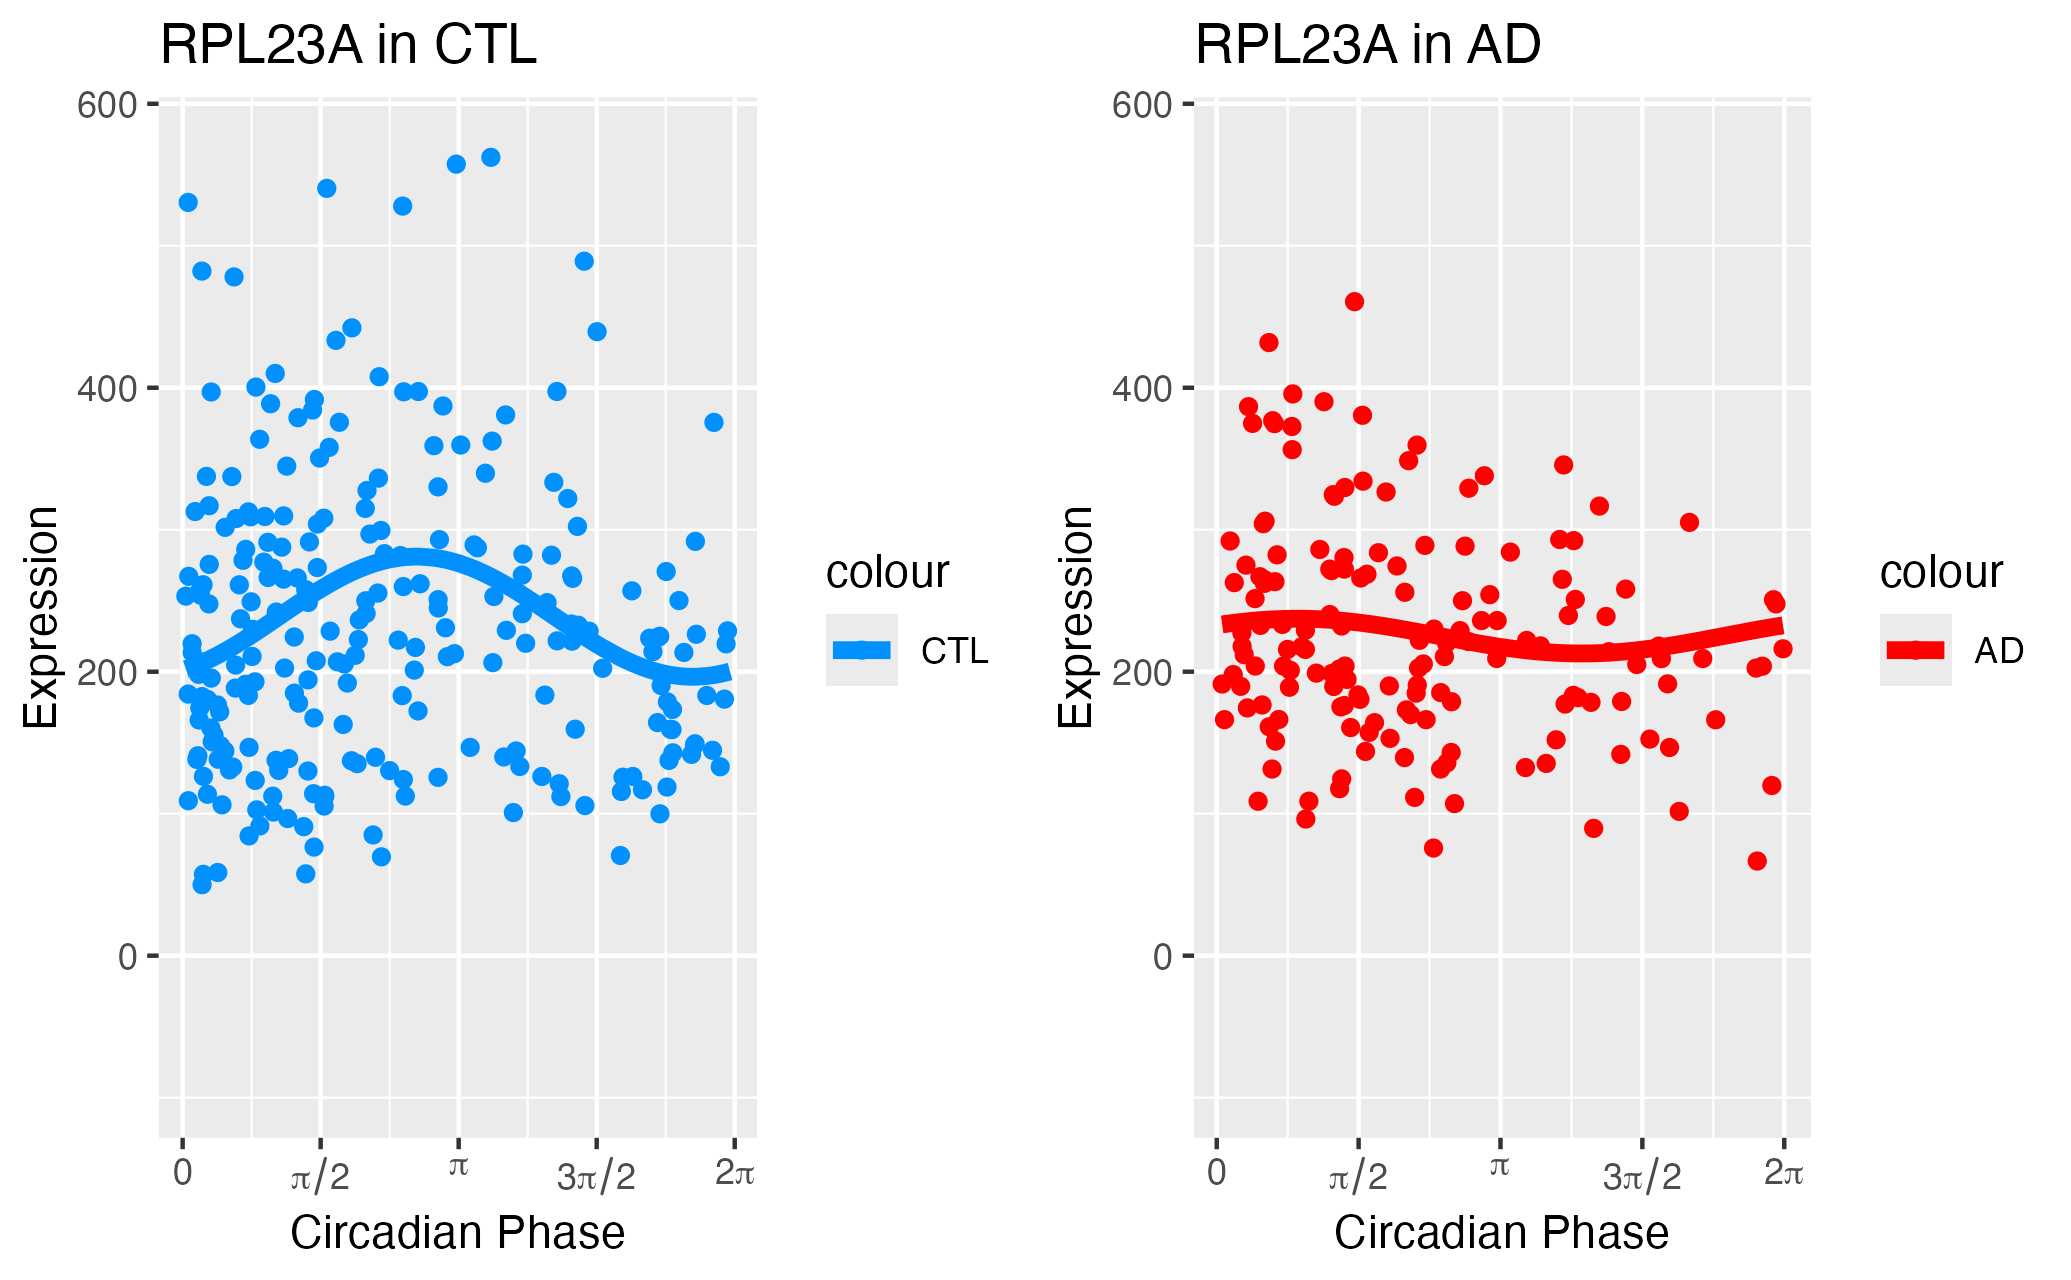 RPL23A in CTL
600
400
200
0
Expression
0 π/2 π 3π/2 2π
Circadian Phase
colour
CTL
RPL23A in AD
600
400
200
0
Expression
0 π/2 π 3π/2 2π
Circadian Phase
colour
AD